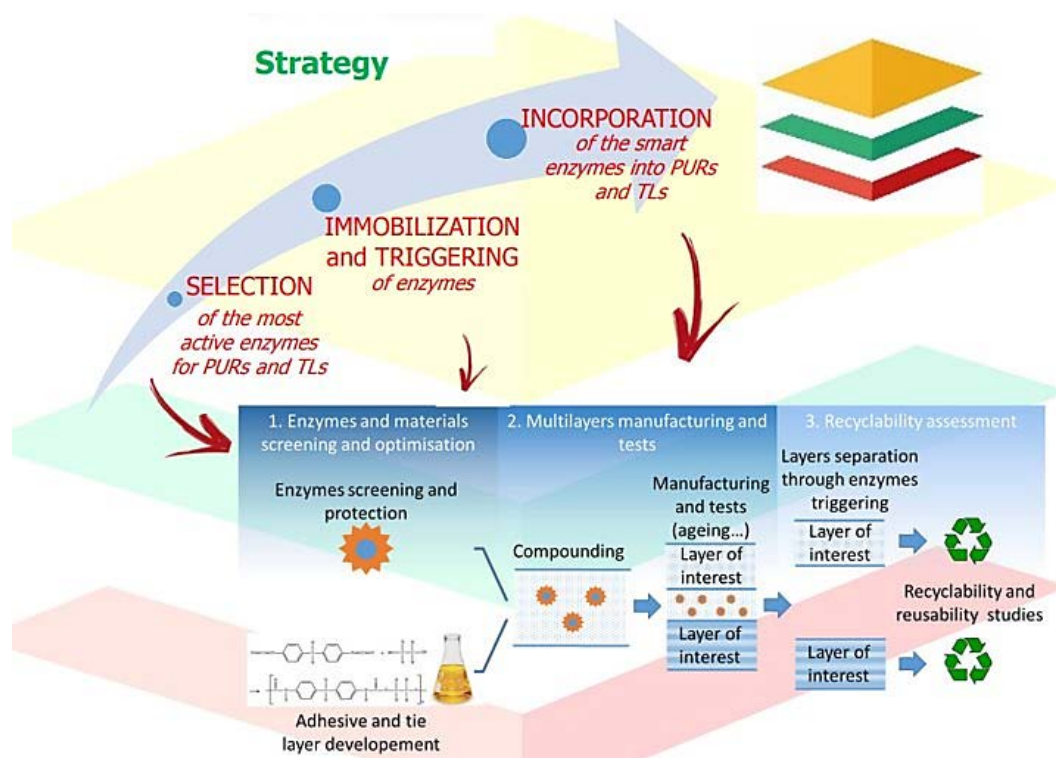 Strategy
INCORPORATION
of the smart
enzymes into PURs
and TLs
IMMOBILIZATION
and TRIGGERING
of enzymes
SELECTION
of the most
active enzymes
for PURs and TLs
1. Enzymes and materials
screening and optimisation
Enzymes screening and
protection
Adhesive and tie
layer developement
2. Multilayers manufacturing and
tests
Compounding
Manufacturing
and tests
(ageing...)
Layer of
interest
Layer of
interest
3. Recyclability assessment
Layers separation
through enzymes
triggering
Layer of
interest
Layer of
interest
Recyclability and
reusability studies